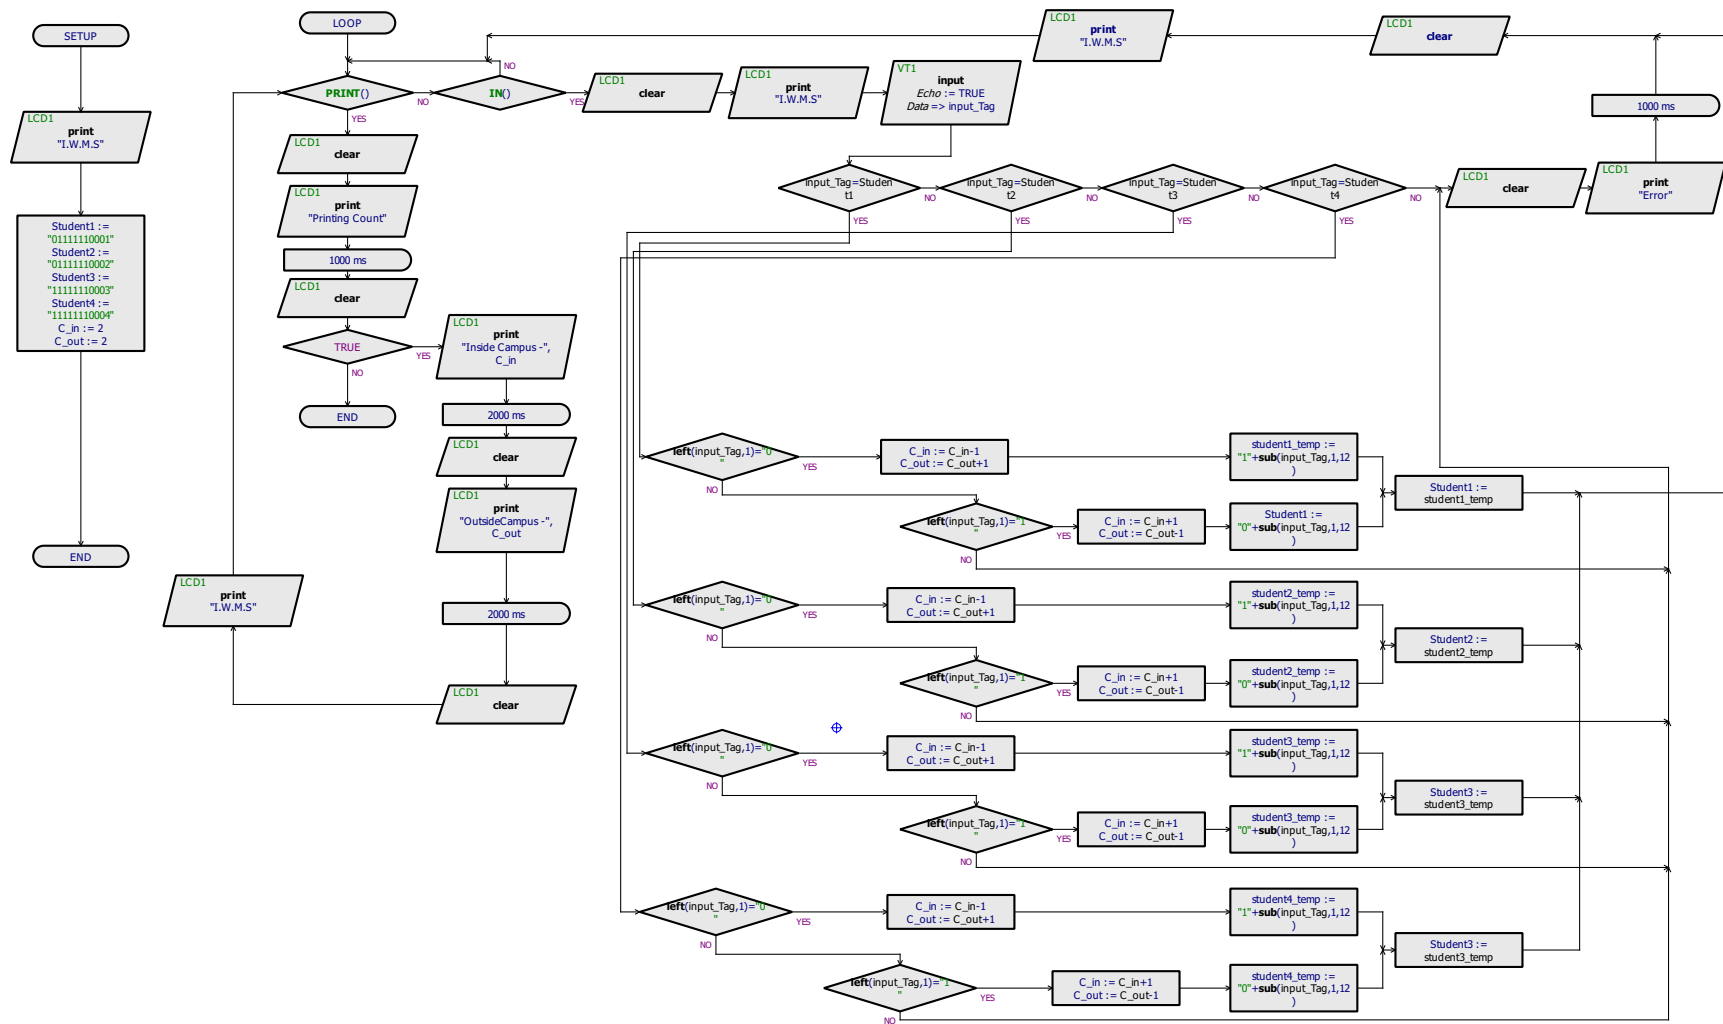 SETUP
LCD1
print
"I.W.M.S"
Student1 :=
"01111110001"
Student2 :=
"01111110002"
Student3 :=
"11111110003"
Student4 :=
"11111110004"
C_in := 2
C_out := 2
END
LOOP
PRINT()
NO
YES
IN()
NO
YES
LCD1
clear
LCD1
print
"Printing Count"
1000 ms
LCD1
clear
TRUE
YES
NO
END
LCD1
print
"Inside Campus -",
C_in
2000 ms
LCD1
clear
LCD1
print
"OutsideCampus -",
C_out
2000 ms
LCD1
clear
LCD1
print
"I.W.M.S"
LCD1
clear
LCD1
print
"I.W.M.S"
VT1
input
Echo := TRUE
Data => input_Tag
LCD1
print
"I.W.M.S"
LCD1
clear
1000 ms
input_Tag=Studen
t1
NO
YES
input_Tag=Studen
t2
NO
YES
input_Tag=Studen
t3
NO
YES
input_Tag=Studen
t4
NO
YES
LCD1
clear
LCD1
print
"Error"
left(input_Tag,1)="0
"
YES
NO
C_in := C_in-1
C_out := C_out+1
student1_temp :=
"1"+sub(input_Tag,1,12
)
left(input_Tag,1)="1
"
YES
NO
C_in := C_in+1
C_out := C_out-1
Student1 :=
"0"+sub(input_Tag,1,12
)
Student1 :=
student1_temp
left(input_Tag,1)="0
"
YES
NO
C_in := C_in-1
C_out := C_out+1
student2_temp :=
"1"+sub(input_Tag,1,12
)
left(input_Tag,1)="1
"
YES
NO
C_in := C_in+1
C_out := C_out-1
student2_temp :=
"0"+sub(input_Tag,1,12
)
Student2 :=
student2_temp
left(input_Tag,1)="0
"
YES
NO
C_in := C_in-1
C_out := C_out+1
student3_temp :=
"1"+sub(input_Tag,1,12
)
left(input_Tag,1)="1
"
YES
NO
C_in := C_in+1
C_out := C_out-1
student3_temp :=
"0"+sub(input_Tag,1,12
)
Student3 :=
student3_temp
left(input_Tag,1)="0
"
YES
NO
C_in := C_in-1
C_out := C_out+1
student4_temp :=
"1"+sub(input_Tag,1,12
)
left(input_Tag,1)="1
"
YES
NO
C_in := C_in+1
C_out := C_out-1
student4_temp :=
"0"+sub(input_Tag,1,12
)
Student3 :=
student3_temp